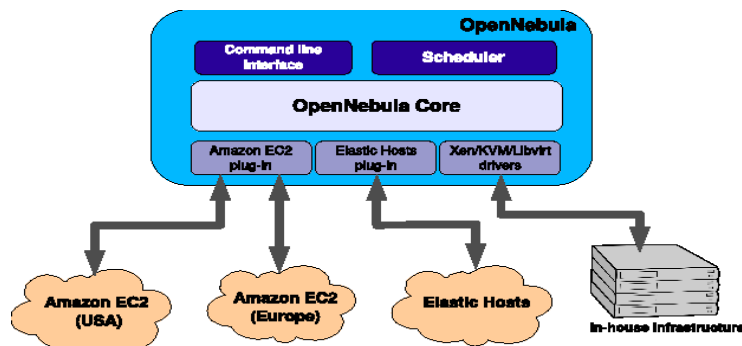 OpenNebula
Command line
Interface
Scheduler
OpenNebula Core
Amazon EC2
plug-in
Elastic Hosts
plug-in
Xen/KVM/Libvirt
drivers
Amazon EC2
(USA)
Amazon EC2
(Europe)
Elastic Hosts
In-house infrastructure